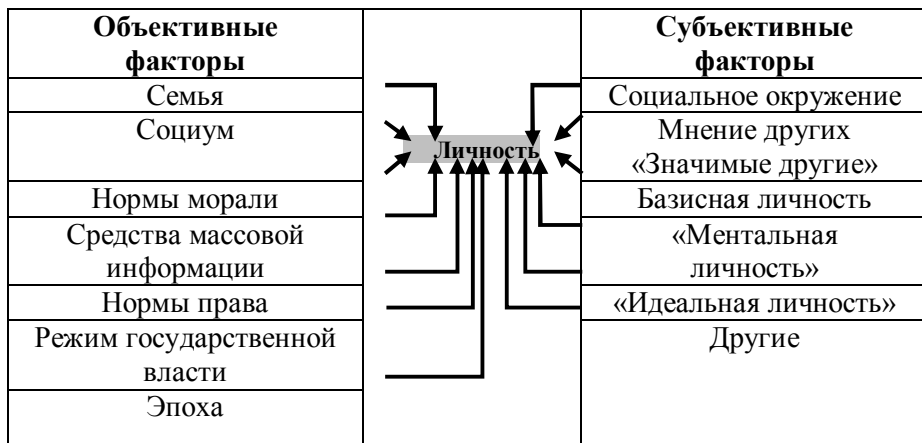 Объективные
факторы
Семья
Социум
Нормы морали
Средства массовой
информации
Нормы права
Режим государственной
власти
Эпоха
Личность
Субъективные
факторы
Социальное окружение
Мнение других
«Значимые другие»
Базисная личность
«Ментальная
личность»
«Идеальная личность»
Другие